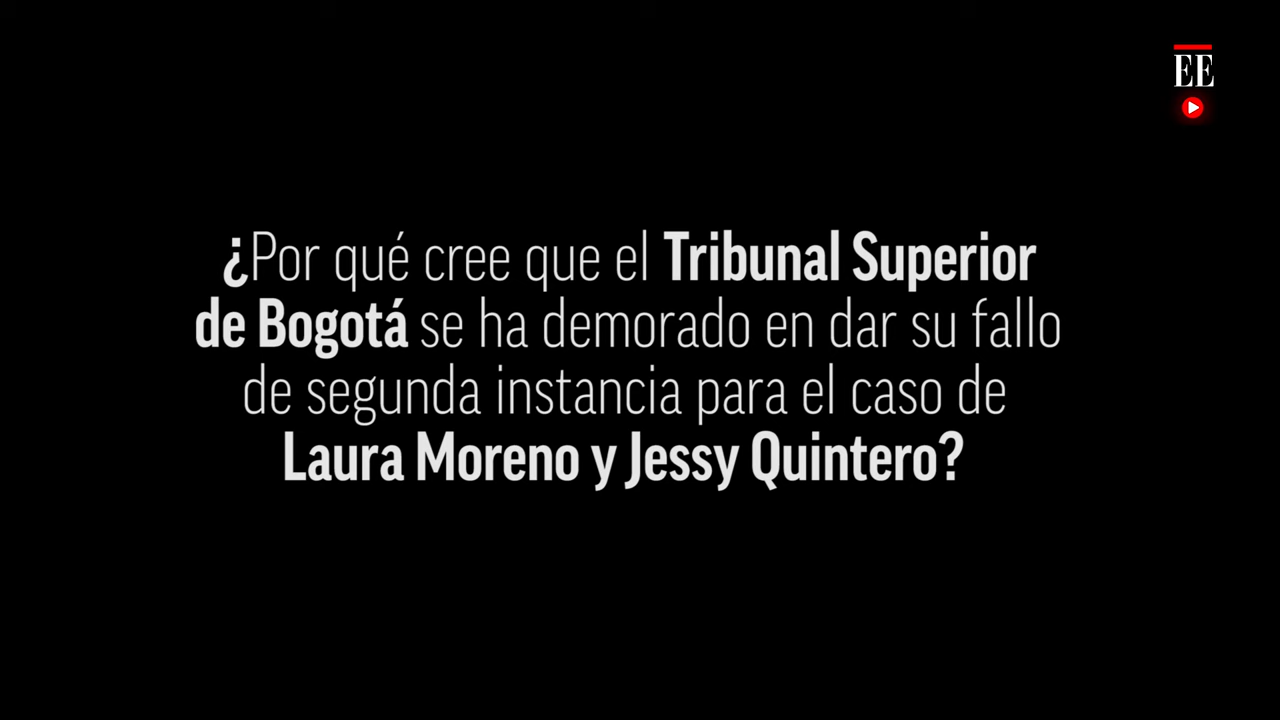 EE
¿Por qué cree que el Tribunal Superior
de Bogotá se ha demorado en dar su fallo
de segunda instancia para el caso de
Laura Moreno y Jessy Quintero?